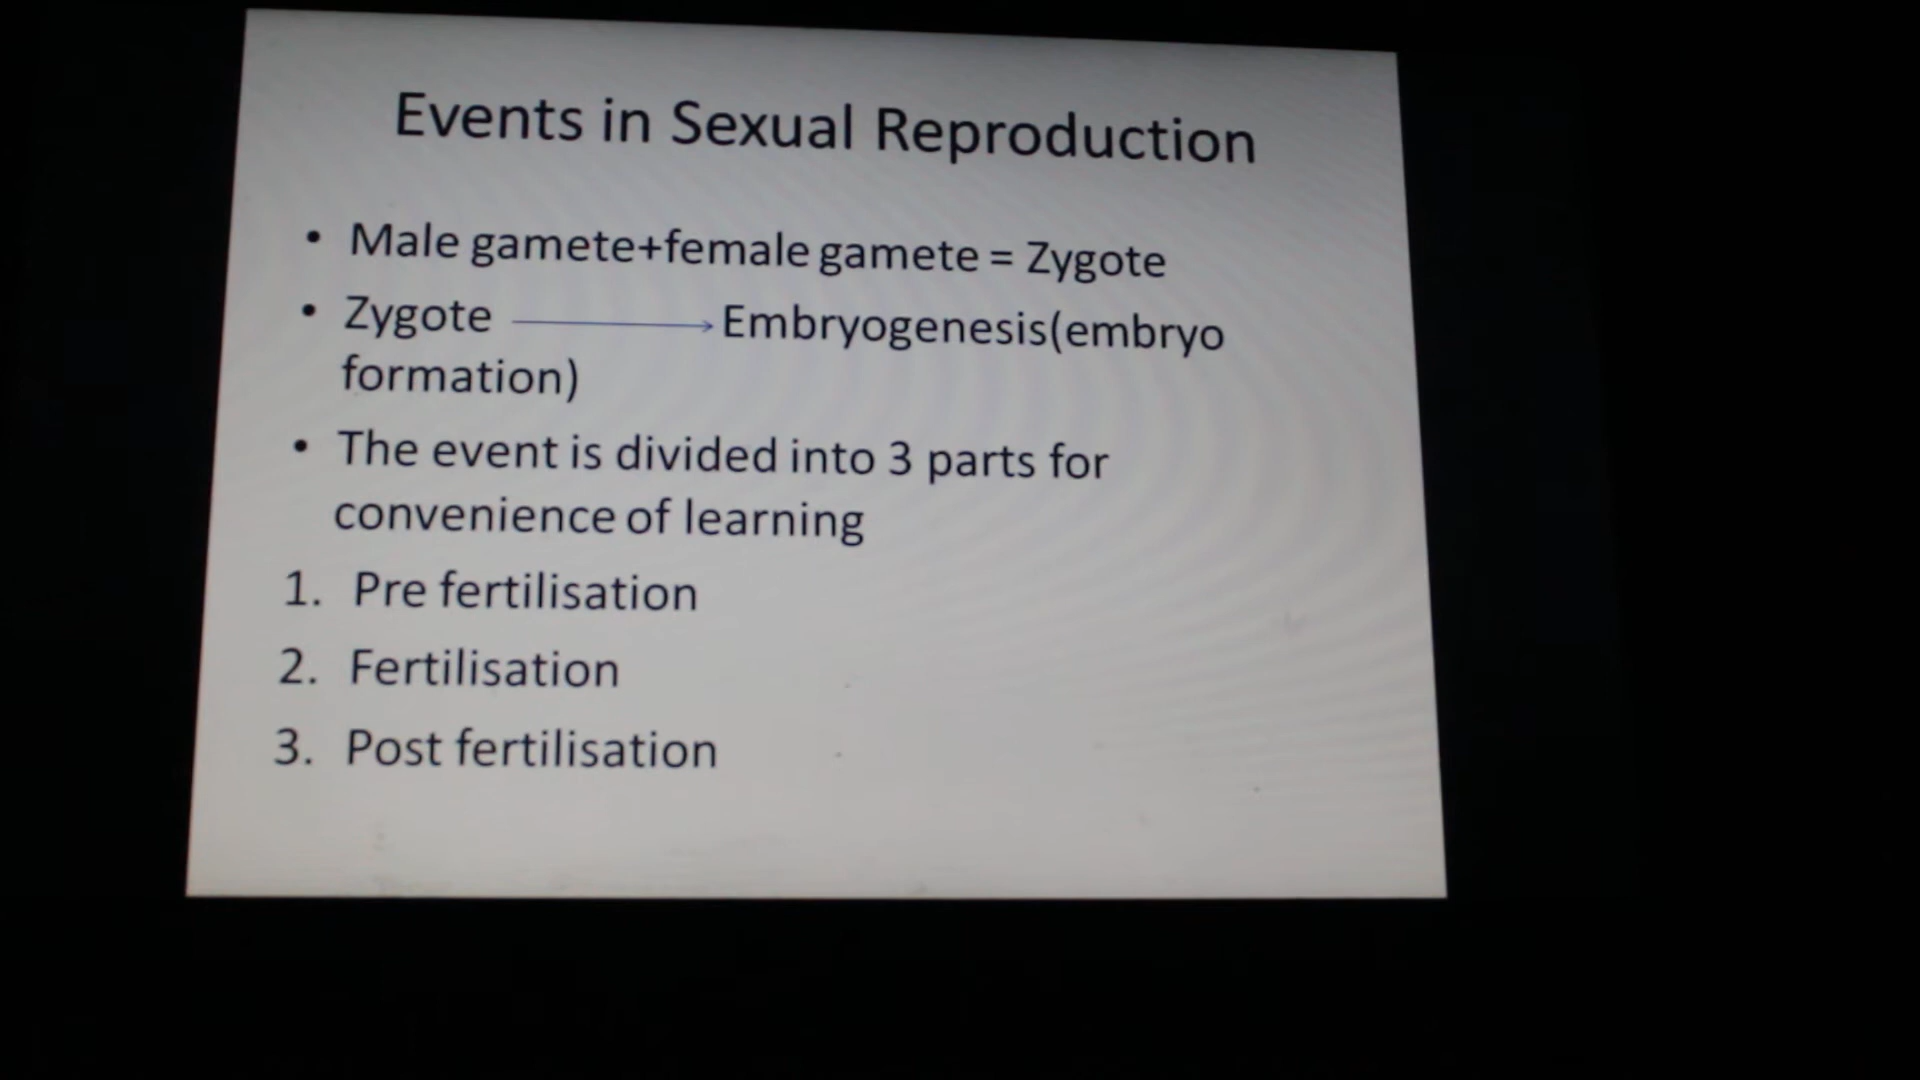 Events in Sexual Reproduction
• Male gamete+female gamete = Zygote
• Zygote ⟶ Embryogenesis(embryo
formation)
• The event is divided into 3 parts for
convenience of learning
1. Pre fertilisation
2. Fertilisation
3. Post fertilisation